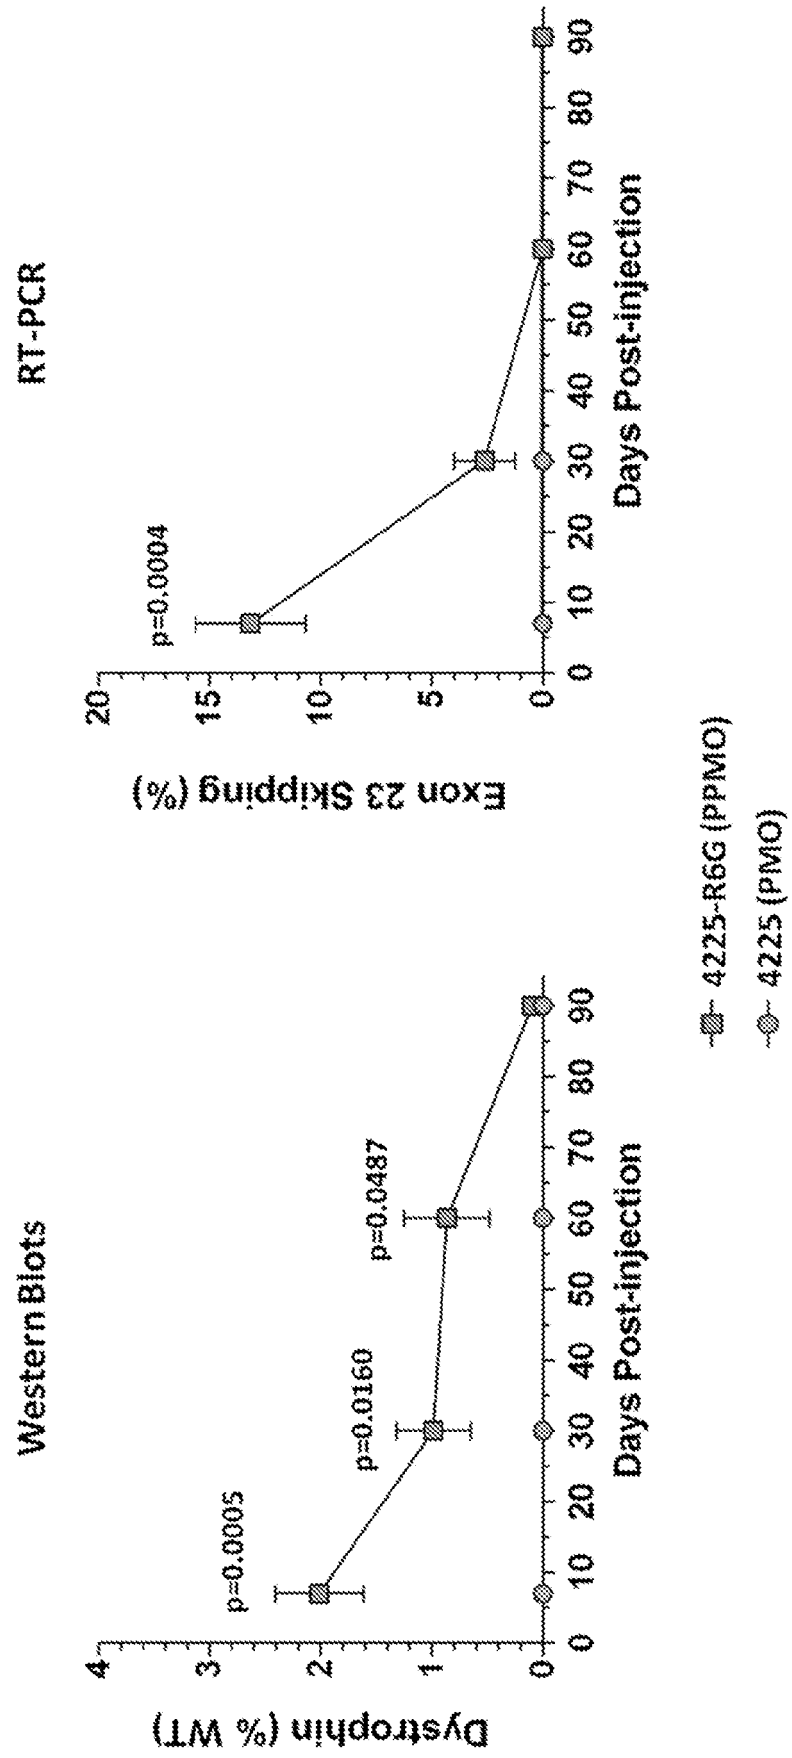 Western Blots
Dystrophin (% WT)
4
3
2
1
0
p=0.0005
p=0.0160
p=0.0487
0 10 20 30 40 50 60 70 80 90
Days Post-injection
RT-PCR
Exon 23 Skipping (%)
20
15
10
5
0
p=0.0004
0 10 20 30 40 50 60 70 80 90
Days Post-injection
4225-R6G (PPMO)
4225 (PMO)